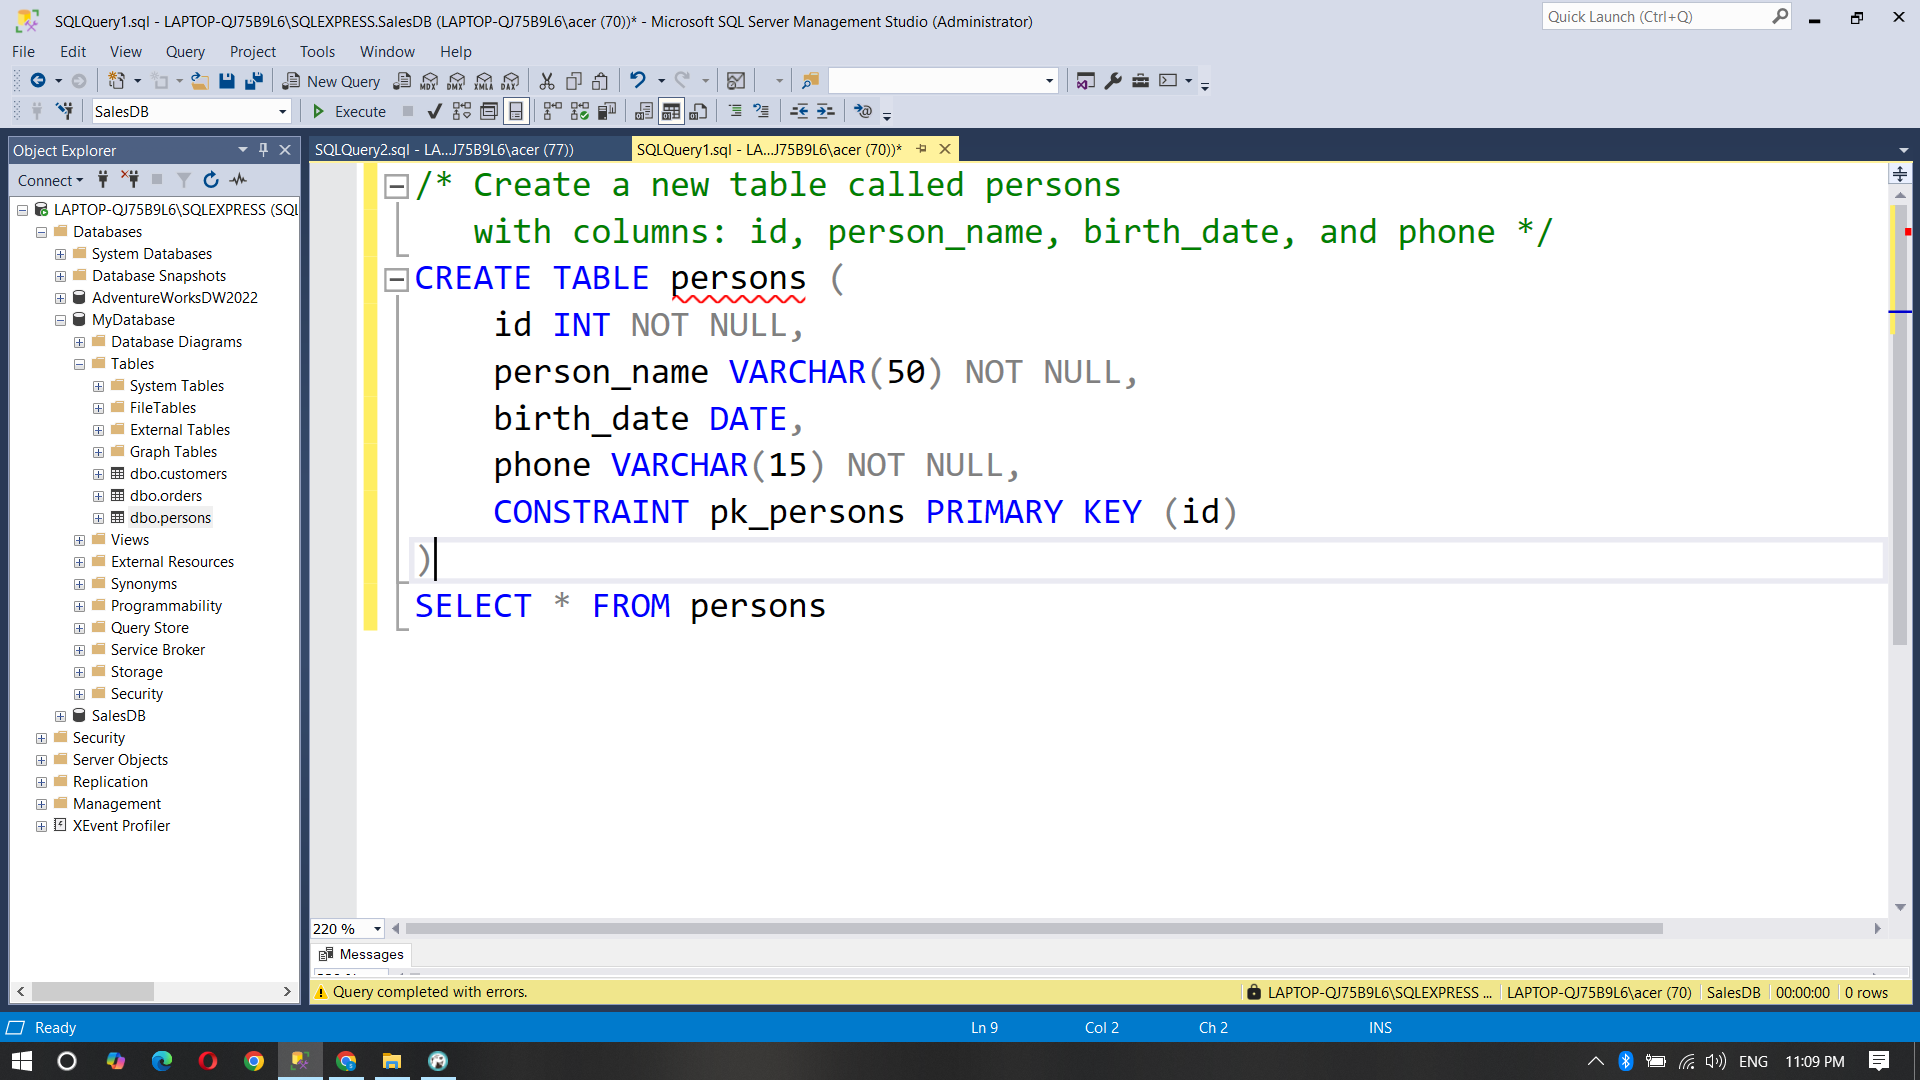 SQLQuery1.sql - LAPTOP-QJ75B9L6\SQLEXPRESS.SalesDB (LAPTOP-QJ75B9L6\acer (70))* - Microsoft SQL Server Management Studio (Administrator)
Quick Launch (Ctrl+Q)
File Edit View Query Project Tools Window Help
New Query
MDX DMX XMLA DAX
SalesDB
Execute
Object Explorer
SQLQuery2.sql - LA...J75B9L6\acer (77))
SQLQuery1.sql - LA...J75B9L6\acer (70))*
Connect
LAPTOP-QJ75B9L6\SQLEXPRESS (SQL
Databases
System Databases
Database Snapshots
AdventureWorksDW2022
MyDatabase
Database Diagrams
Tables
System Tables
FileTables
External Tables
Graph Tables
dbo.customers
dbo.orders
dbo.persons
Views
External Resources
Synonyms
Programmability
Query Store
Service Broker
Storage
Security
SalesDB
Security
Server Objects
Replication
Management
XEvent Profiler
/* Create a new table called persons
with columns: id, person_name, birth_date, and phone */
CREATE TABLE persons (
id INT NOT NULL,
person_name VARCHAR(50) NOT NULL,
birth_date DATE,
phone VARCHAR(15) NOT NULL,
CONSTRAINT pk_persons PRIMARY KEY (id)
)
SELECT * FROM persons
220 %
Messages
Query completed with errors.
LAPTOP-QJ75B9L6\SQLEXPRESS ...
LAPTOP-QJ75B9L6\acer (70)
SalesDB
00:00:00
0 rows
Ready
Ln 9
Col 2
Ch 2
INS
ENG
11:09 PM